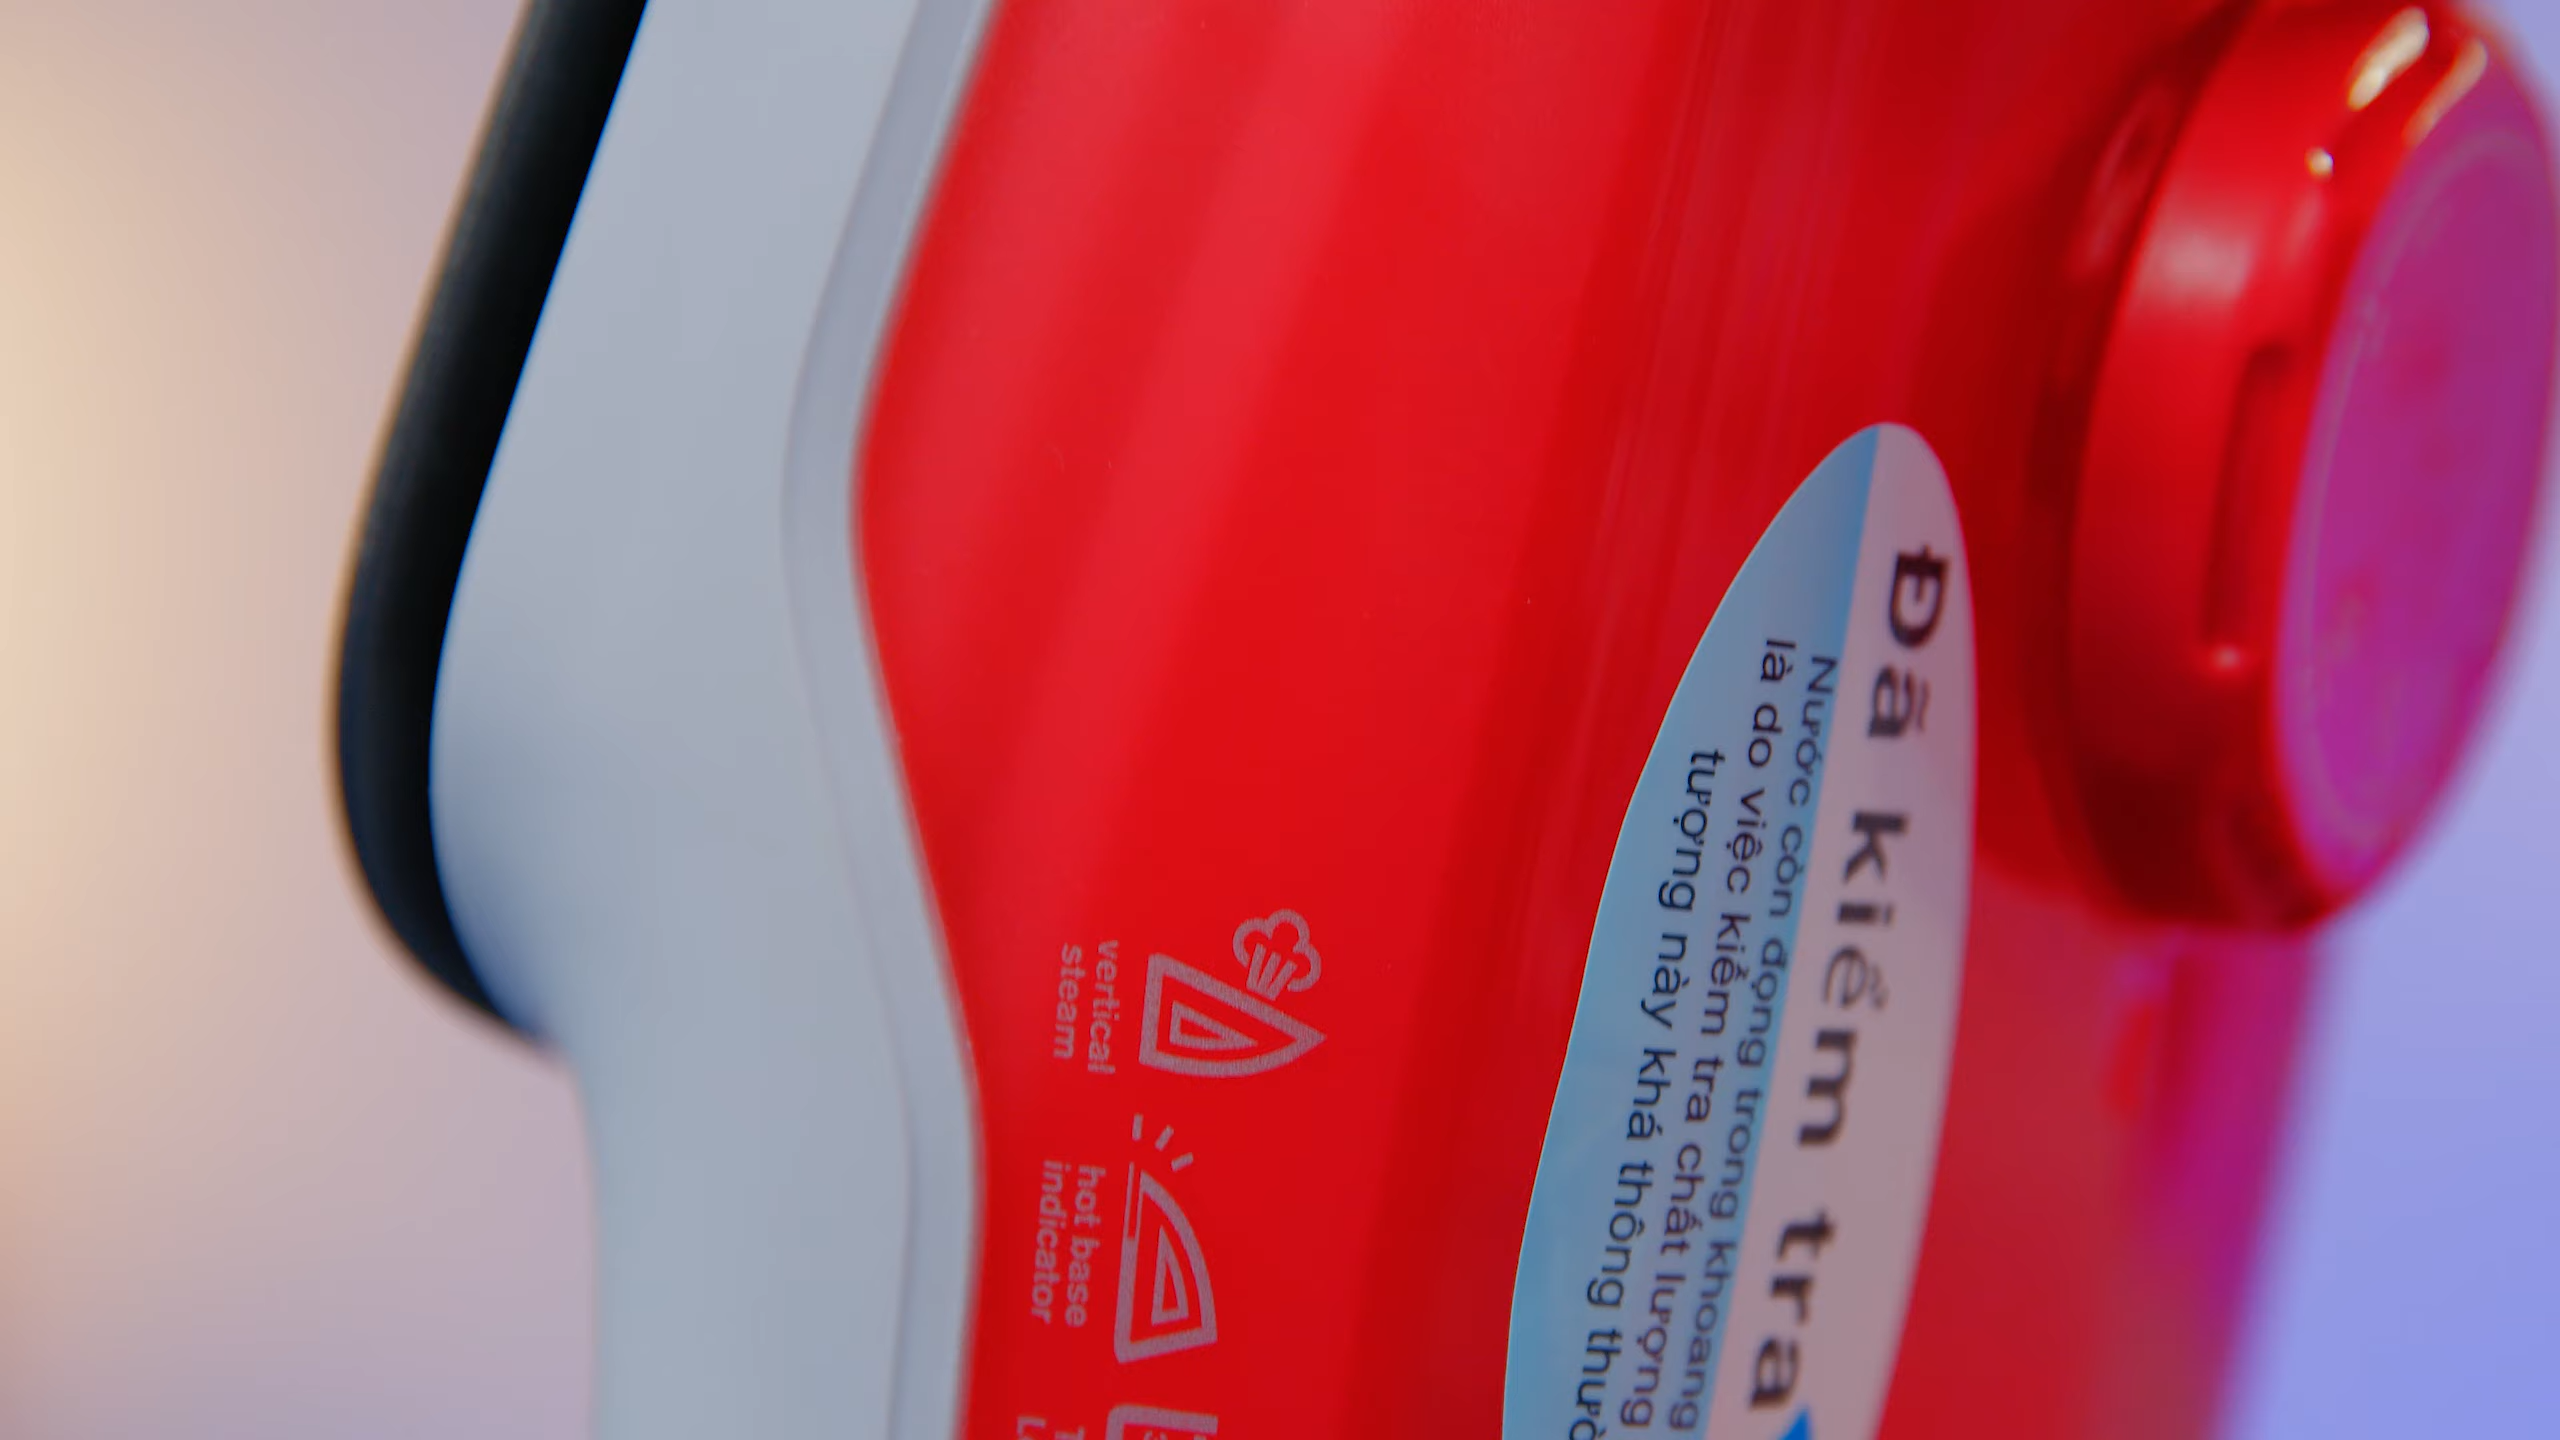 Đã kiểm tra
Nước còn đọng trong khoang
là do việc kiểm tra chất lượng
tượng này khá thông
vertical
steam
hot base
indicator